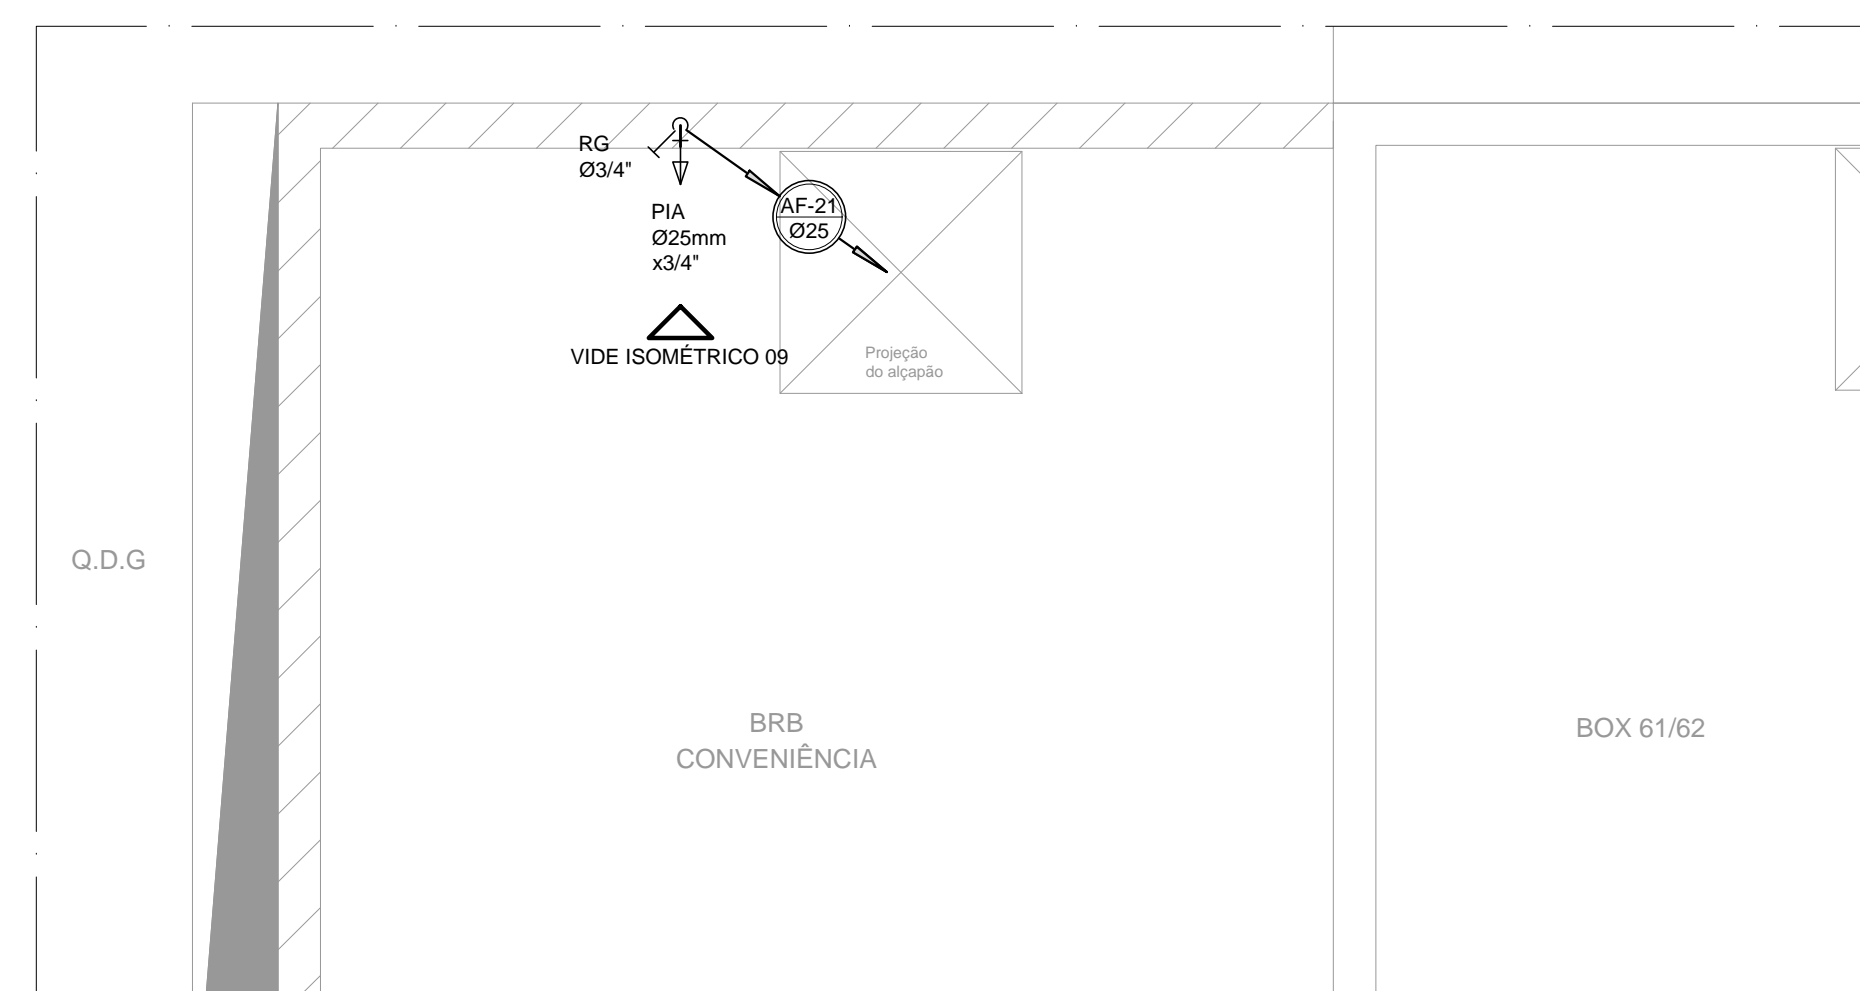 RG
Ø3/4"
PIA
Ø25mm
x3/4"
AF-21
Ø25
VIDE ISOMÉTRICO 09
Projeção
do alçapão
Q.D.G
BRB
CONVENIÊNCIA
BOX 61/62